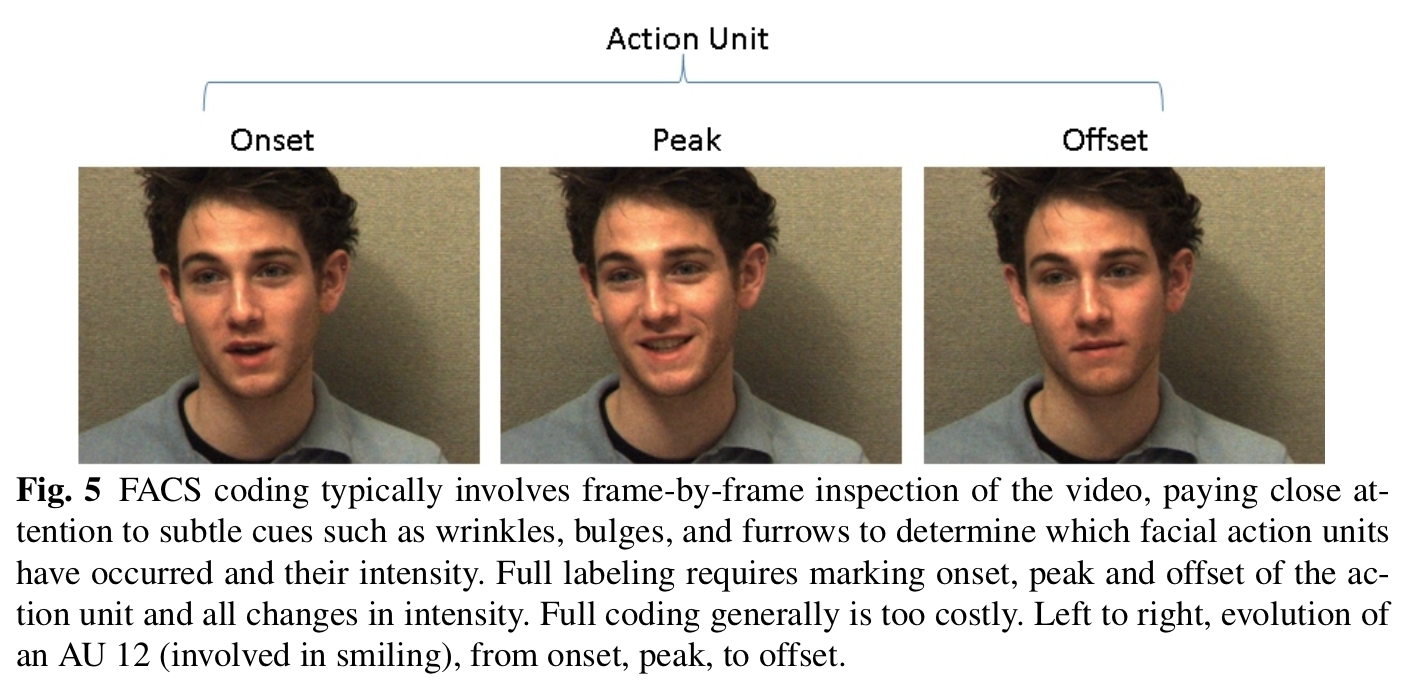 Action Unit
Onset Peak Offset
Fig. 5 FACS coding typically involves frame-by-frame inspection of the video, paying close at-
tention to subtle cues such as wrinkles, bulges, and furrows to determine which facial action units
have occurred and their intensity. Full labeling requires marking onset, peak and offset of the ac-
tion unit and all changes in intensity. Full coding generally is too costly. Left to right, evolution of
an AU 12 (involved in smiling), from onset, peak, to offset.